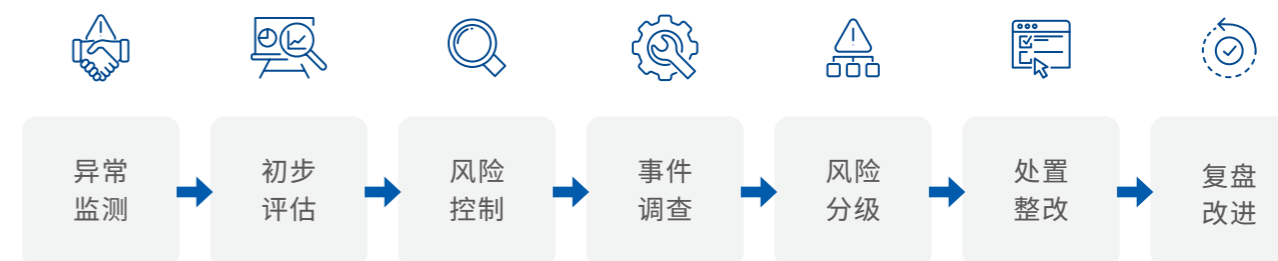 异常
监测
初步
评估
风险
控制
事件
调查
风险
分级
处置
整改
复盘
改进